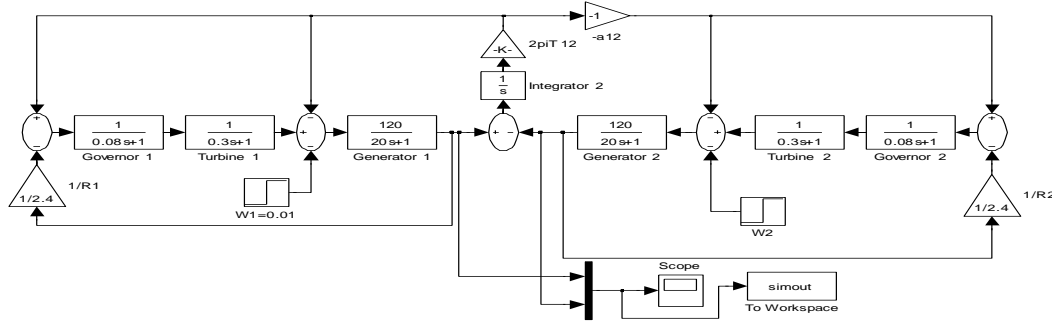 -1
-a12
-K-
2piT 12
1
s
Integrator 2
+
−
1
0.08s+1
Governor 1
1
0.3s+1
Turbine 1
−
+
−
120
20s+1
Generator 1
+ −
120
20s+1
Generator 2
−
+
−
1
0.3s+1
Turbine 2
1
0.08s+1
Governor 2
+
−
1/R1
1/2.4
W1=0.01
W2
1/R2
1/2.4
Scope
simout
To Workspace